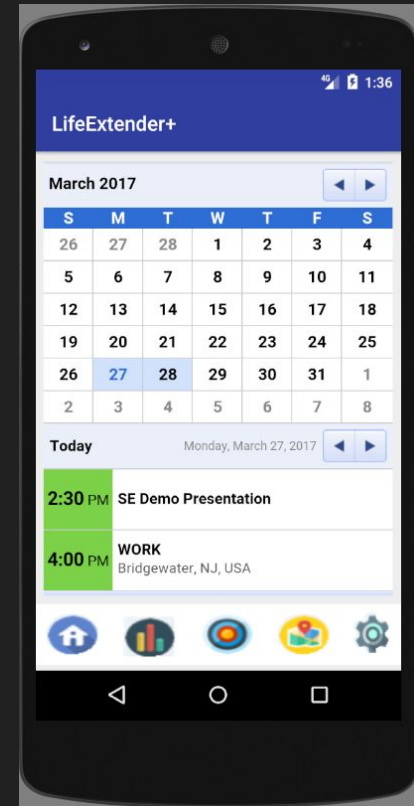 4G 1:36
LifeExtender+
March 2017
S M T W T F S
26 27 28 1 2 3 4
5 6 7 8 9 10 11
12 13 14 15 16 17 18
19 20 21 22 23 24 25
26 27 28 29 30 31 1
2 3 4 5 6 7 8
Today Monday, March 27, 2017
2:30 PM SE Demo Presentation
4:00 PM WORK
Bridgewater, NJ, USA